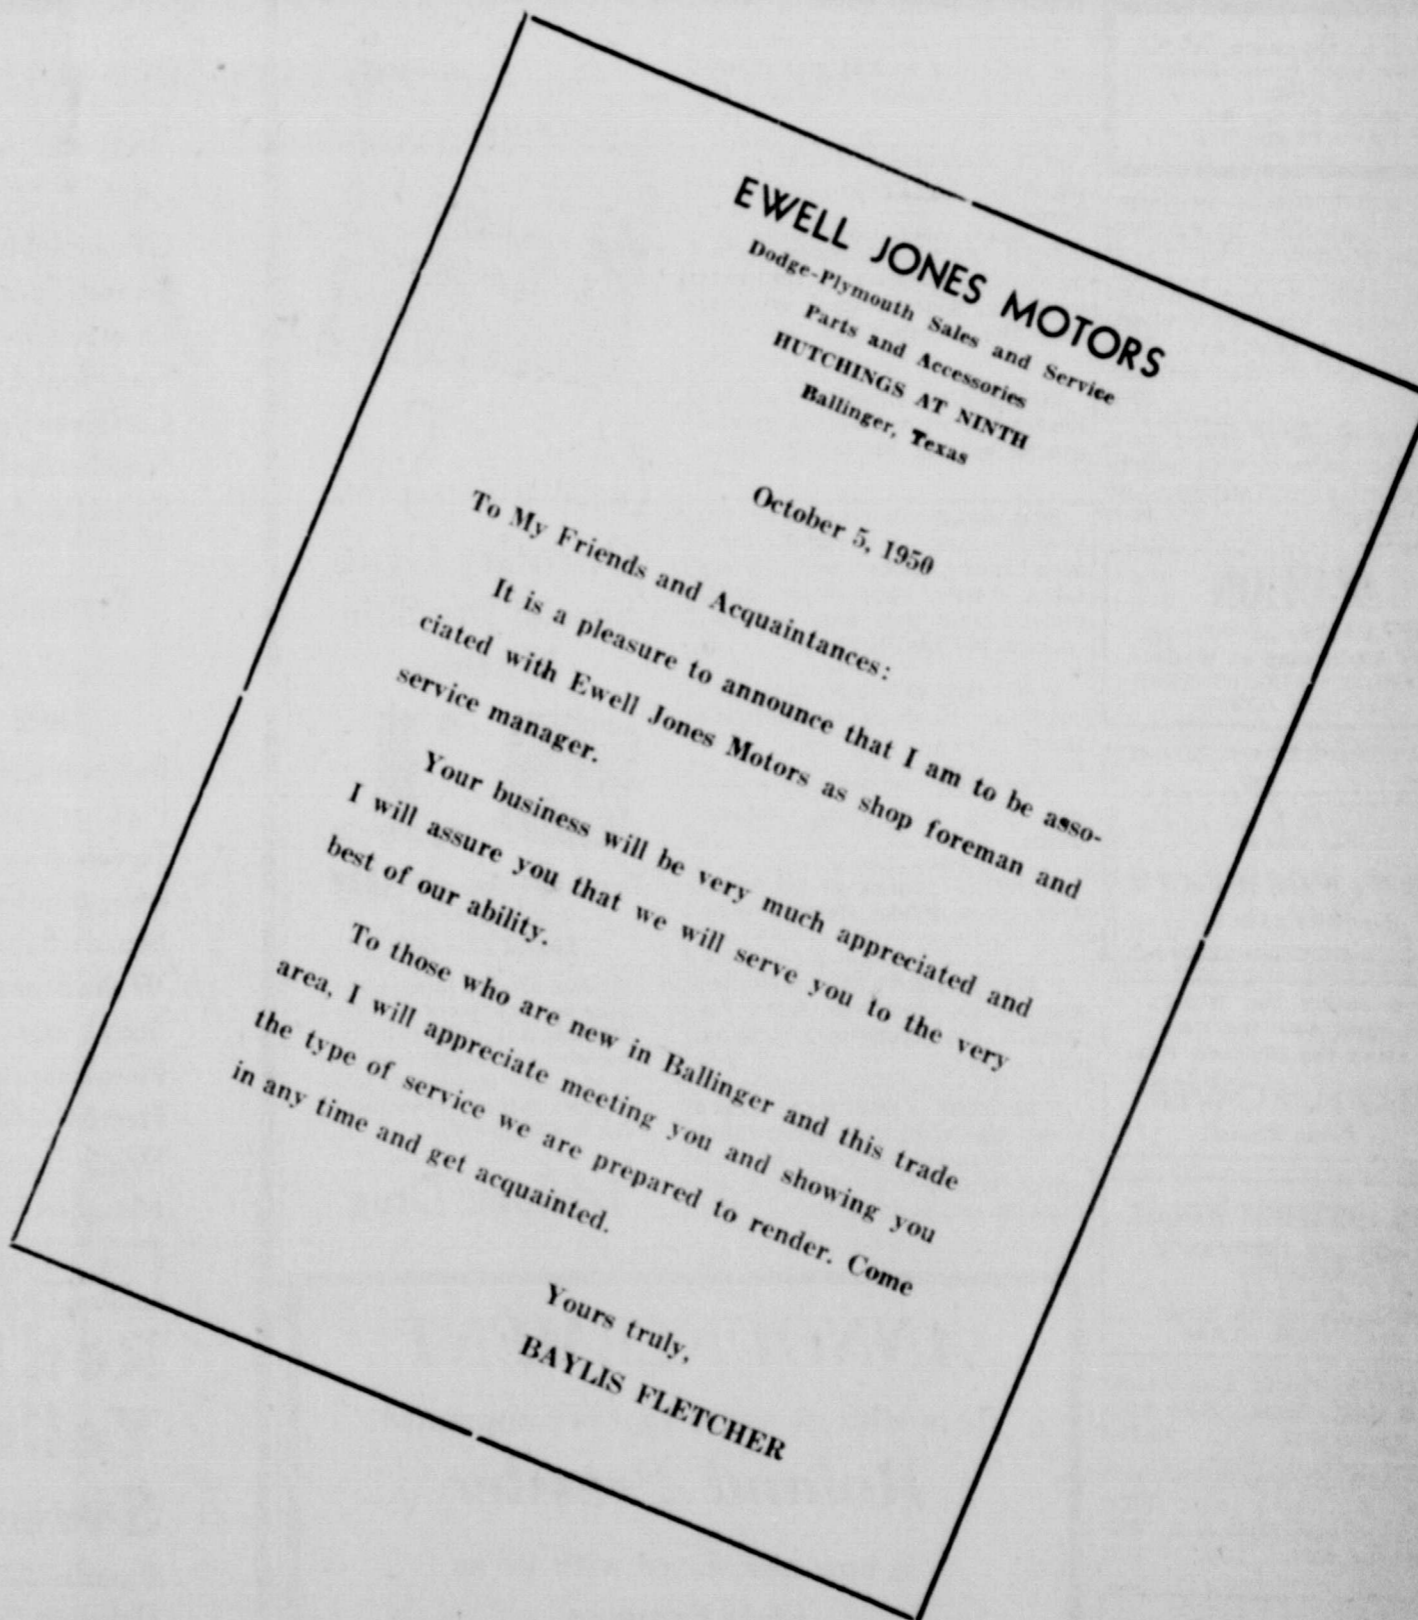 EWELL JONES MOTORS
Dodge-Plymouth Sales and Service
Parts and Accessories
HUTCHINGS AT NINTH
Ballinger, Texas
October 5, 1950
To My Friends and Acquaintances:
It is a pleasure to announce that I am to be asso-
ciated with Ewell Jones Motors as shop foreman and
service manager.
Your business will be very much appreciated and
I will assure you that we will serve you to the very
best of our ability.
To those who are new in Ballinger and this trade
area, I will appreciate meeting you and showing you
the type of service we are prepared to render. Come
in any time and get acquainted.
Yours truly,
BAYLIS FLETCHER